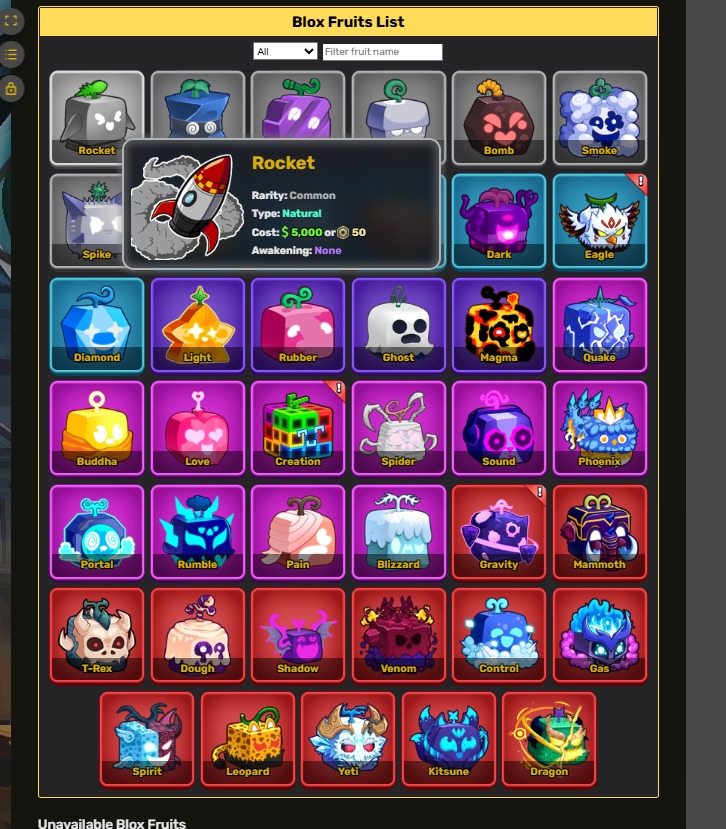 Blox Fruits List
All
Filter fruit name
Rocket
Bomb
Smoke
Rocket
Rarity: Common
Type: Natural
Cost: $ 5,000 or 50
Awakening: None
Spike
Dark
Eagle
Diamond
Light
Rubber
Ghost
Magma
Quake
Buddha
Love
Creation
Spider
Sound
Phoenix
Portal
Rumble
Pain
Blizzard
Gravity
Mammoth
T-Rex
Dough
Shadow
Venom
Control
Gas
Spirit
Leopard
Yeti
Kitsune
Dragon
Unavailable Blox Fruits